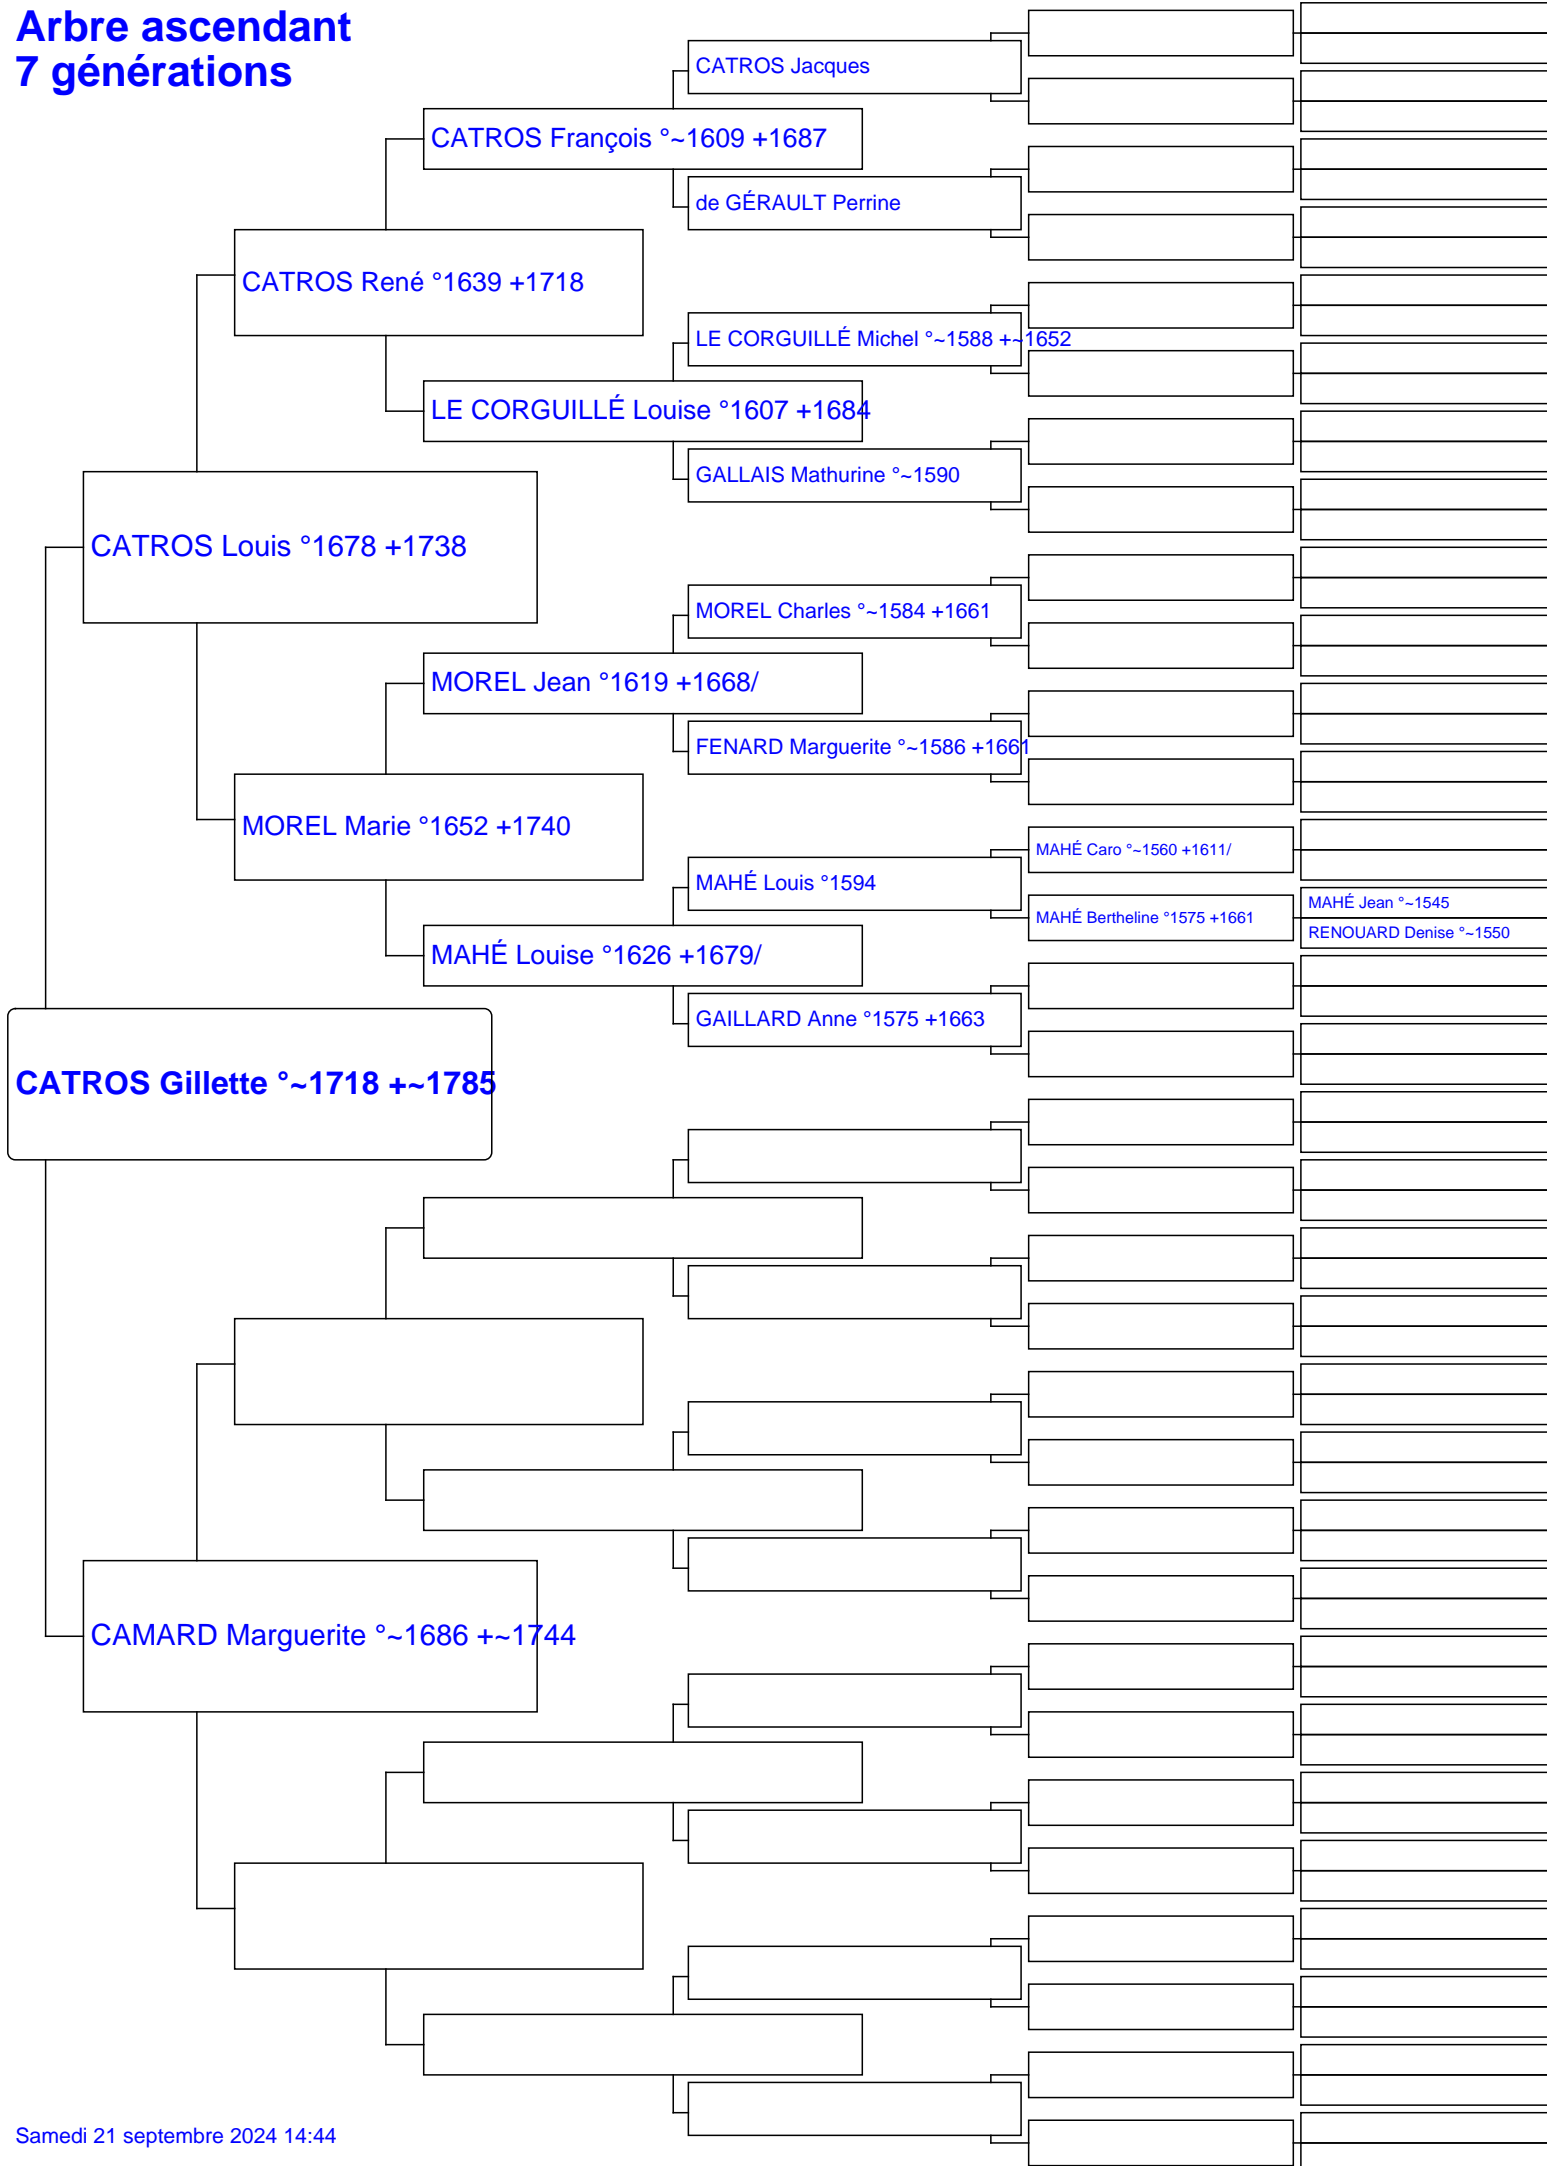 Arbre ascendant
7 générations
CATROS Jacques
CATROS François °~1609 +1687
de GÉRAULT Perrine
CATROS René °1639 +1718
LE CORGUILLÉ Michel °~1588 +~1652
LE CORGUILLÉ Louise °1607 +1684
GALLAIS Mathurine °~1590
CATROS Louis °1678 +1738
MOREL Charles °~1584 +1661
MOREL Jean °1619 +1668/
FENARD Marguerite °~1586 +1661
MOREL Marie °1652 +1740
MAHÉ Caro °~1560 +1611/
MAHÉ Louis °1594
MAHÉ Jean °~1545
MAHÉ Bertheline °1575 +1661
RENOUARD Denise °~1550
MAHÉ Louise °1626 +1679/
GAILLARD Anne °1575 +1663
CATROS Gillette °~1718 +~1785
CAMARD Marguerite °~1686 +~1744
Samedi 21 septembre 2024 14:44